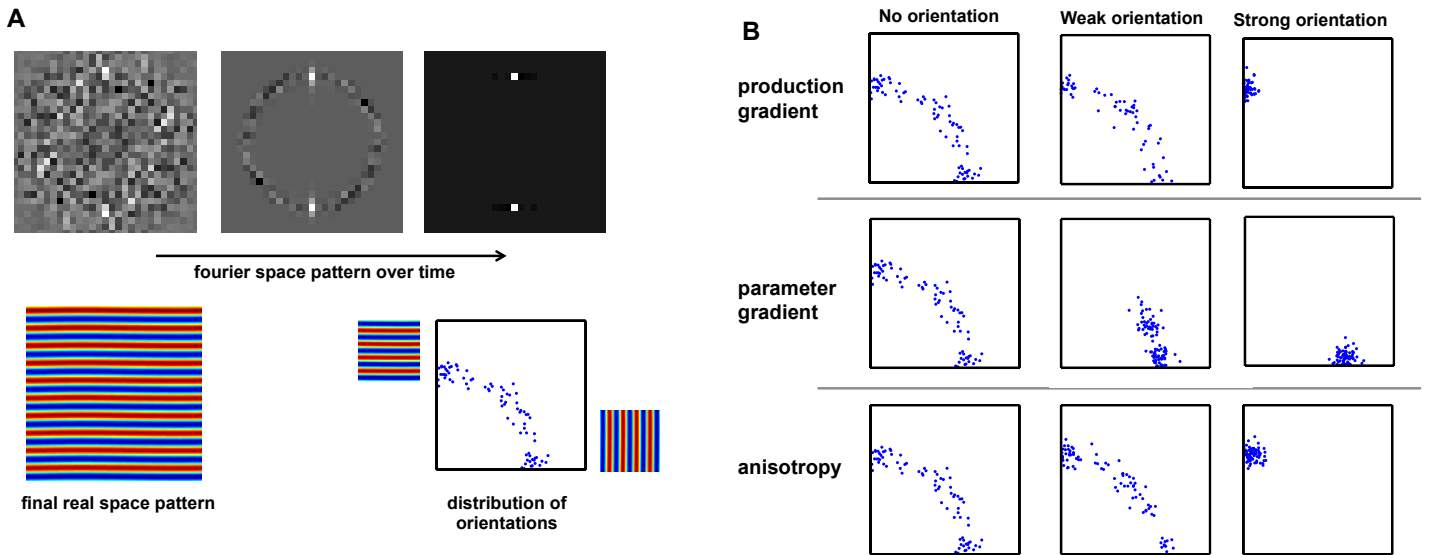 A
fourier space pattern over time
final real space pattern
distribution of
orientations
B
No orientation
Weak orientation
Strong orientation
production
gradient
parameter
gradient
anisotropy